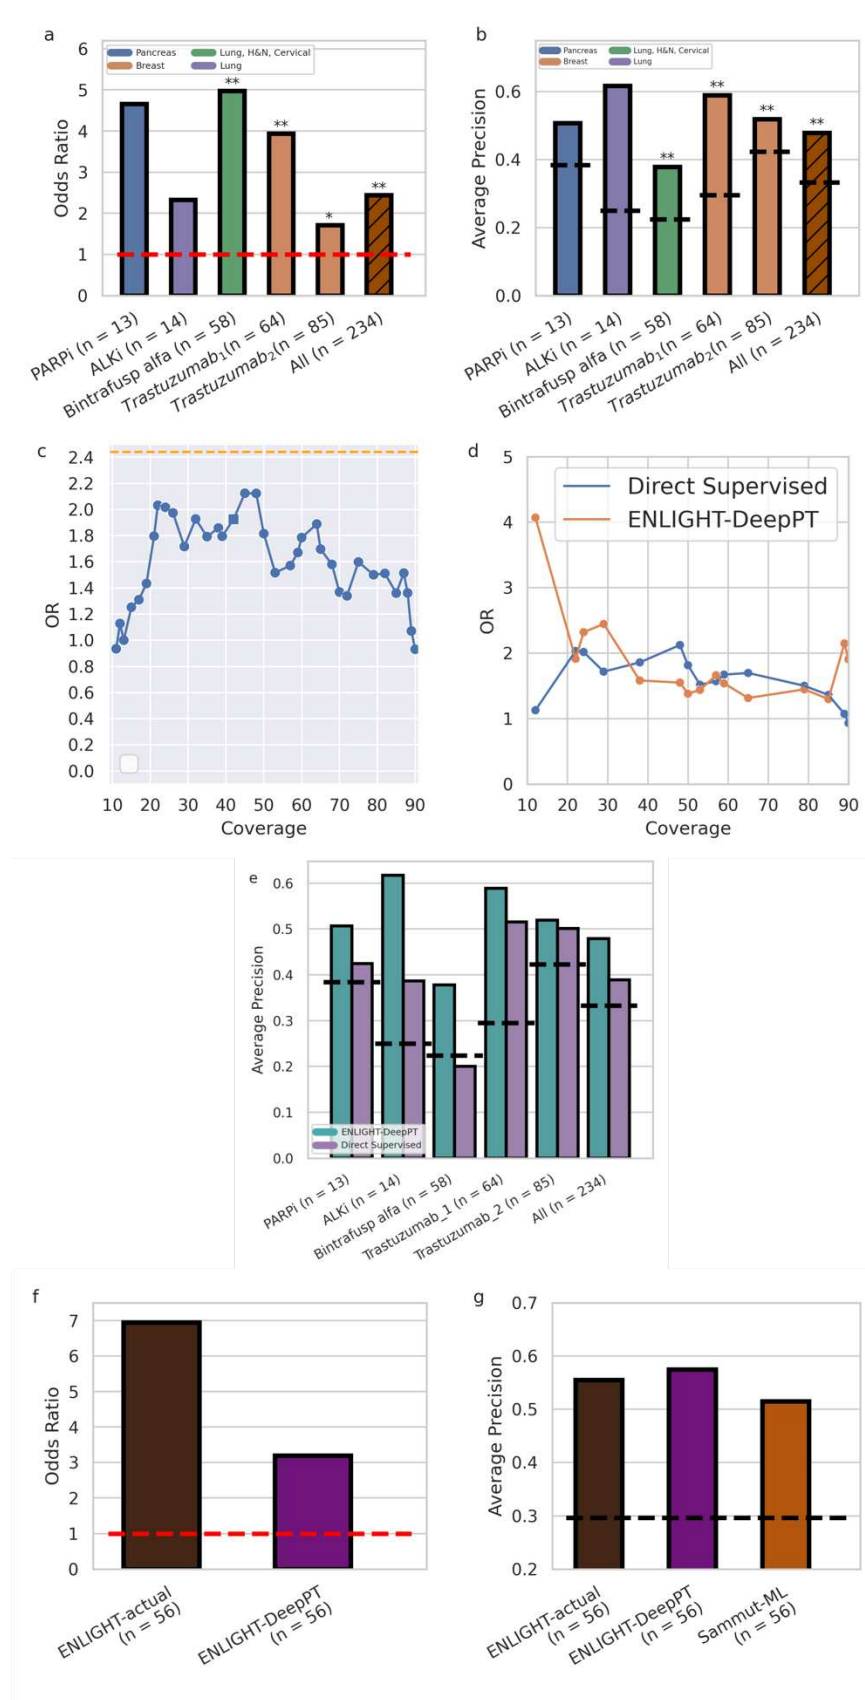 a
6
5
4
3
2
1
0
Odds Ratio
Pancreas
Breast
Lung, H&N, Cervical
Lung
**
**
*
**
PARPi (n = 13)
ALKi (n = 14)
Bintrafusp alfa (n = 58)
Trastuzumab₁(n = 64)
Trastuzumab₂(n = 85)
All (n = 234)
b
0.6
0.4
0.2
0.0
Average Precision
Pancreas
Breast
Lung, H&N, Cervical
Lung
**
**
**
**
PARPi (n = 13)
ALKi (n = 14)
Bintrafusp alfa (n = 58)
Trastuzumab₁(n = 64)
Trastuzumab₂(n = 85)
All (n = 234)
c
2.4
2.2
2.0
1.8
1.6
1.4
1.2
1.0
0.8
0.6
0.4
0.2
0.0
OR
10 20 30 40 50 60 70 80 90
Coverage
d
5
4
3
2
1
0
OR
Direct Supervised
ENLIGHT-DeepPT
10 20 30 40 50 60 70 80 90
Coverage
e
0.6
0.5
0.4
0.3
0.2
0.1
0.0
Average Precision
ENLIGHT-DeepPT
Direct Supervised
PARPi (n = 13)
ALKi (n = 14)
Bintrafusp alfa (n = 58)
Trastuzumab_1 (n = 64)
Trastuzumab_2 (n = 85)
All (n = 234)
f
7
6
5
4
3
2
1
0
Odds Ratio
ENLIGHT-actual
(n = 56)
ENLIGHT-DeepPT
(n = 56)
g
0.7
0.6
0.5
0.4
0.3
0.2
Average Precision
ENLIGHT-actual
(n = 56)
ENLIGHT-DeepPT
(n = 56)
Sammut-ML
(n = 56)